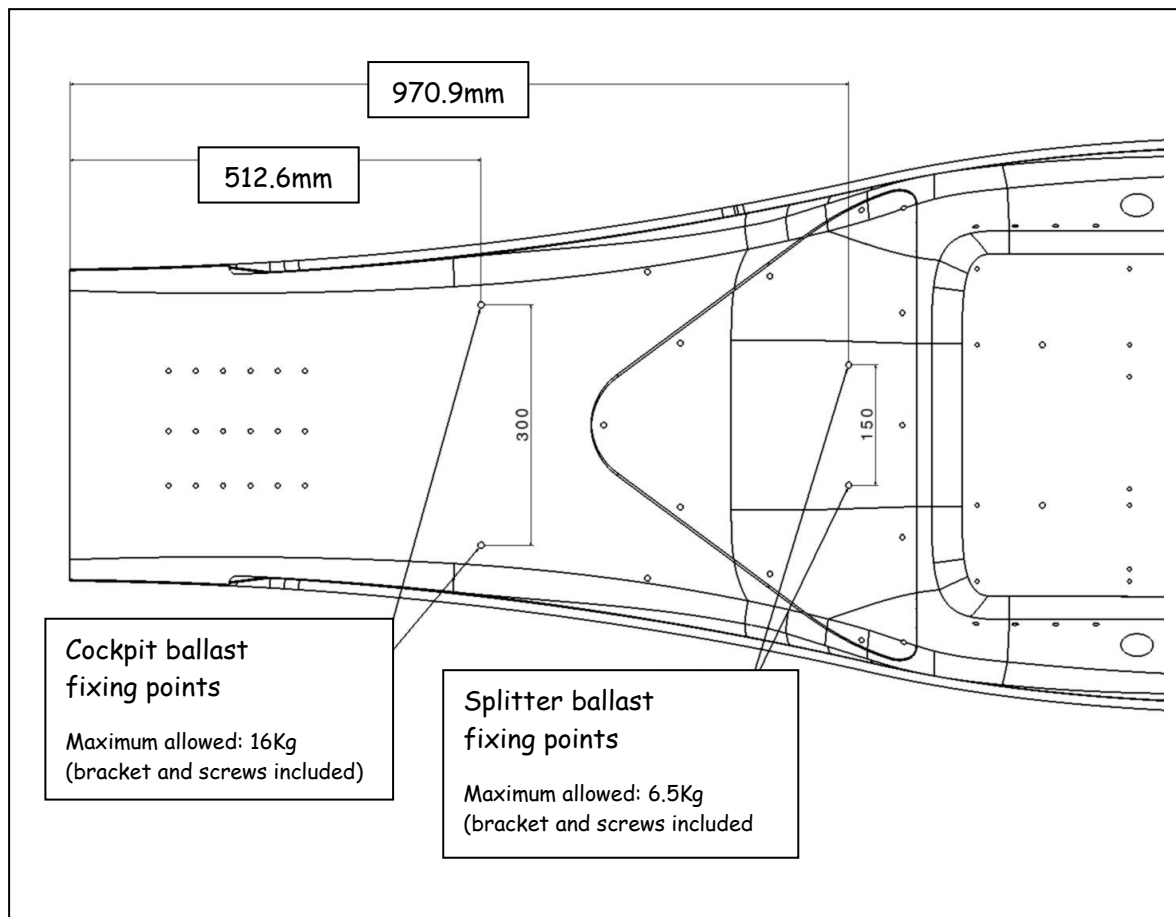 970.9mm
512.6mm
300
150
Cockpit ballast
fixing points
Maximum allowed: 16Kg
(bracket and screws included)
Splitter ballast
fixing points
Maximum allowed: 6.5Kg
(bracket and screws included